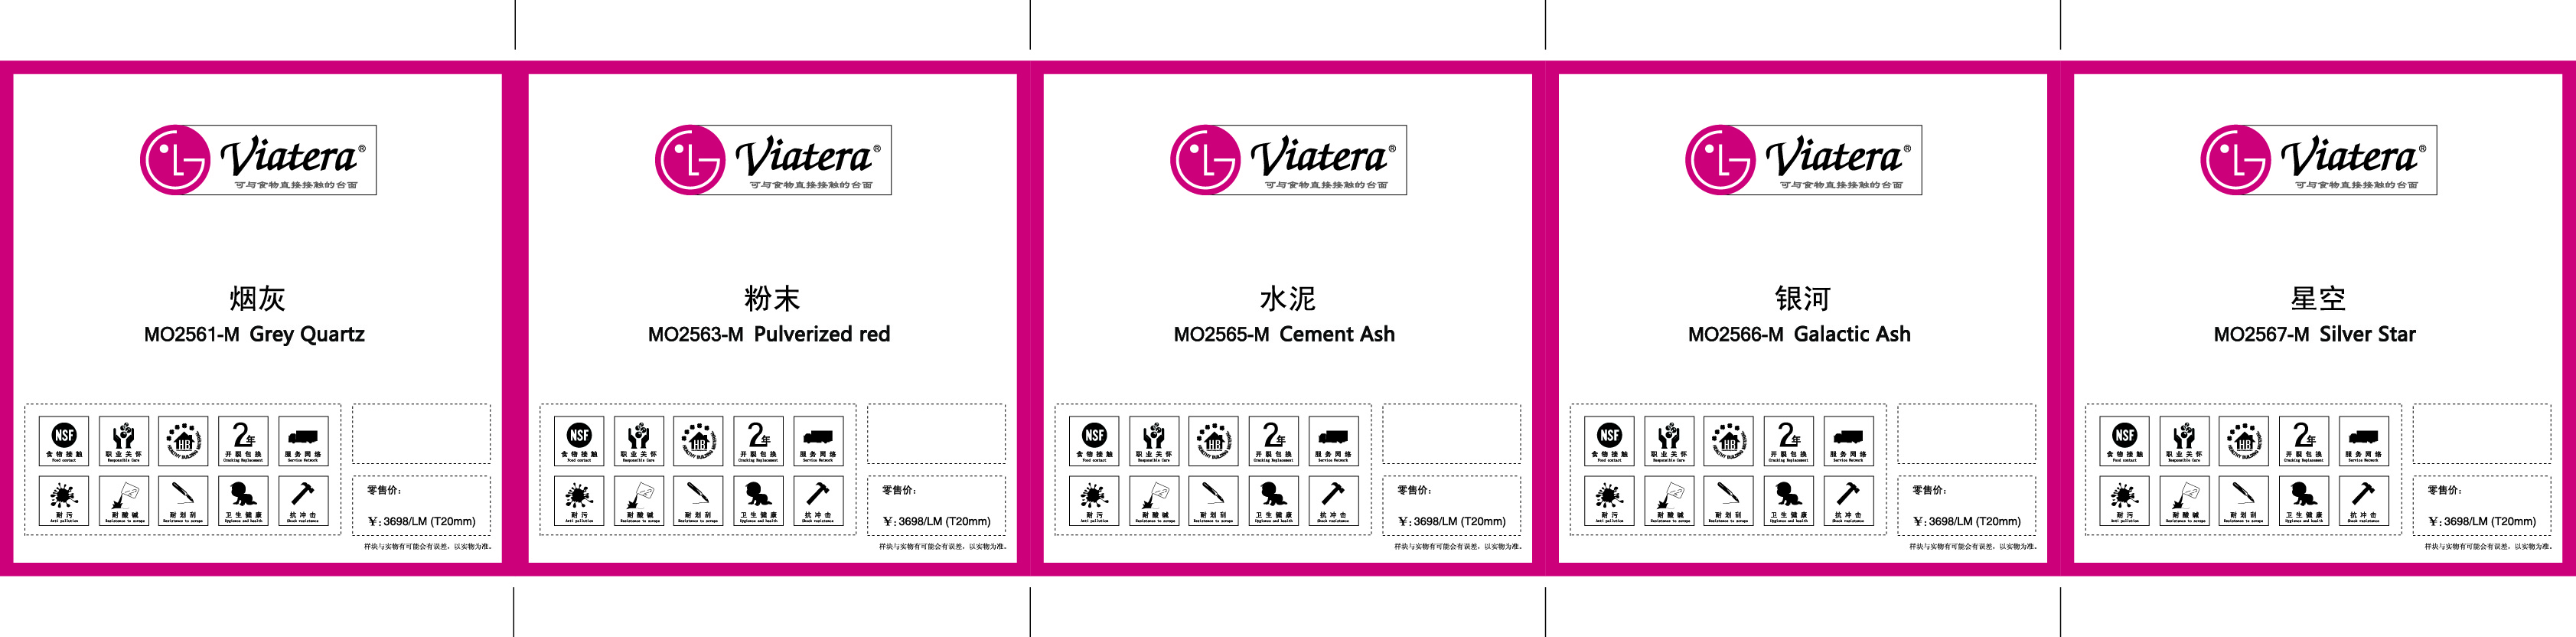 Viatera®
可与食物直接接触的台面
烟灰
MO2561-M Grey Quartz
NSF
食物接触
Food contact
职业关怀
Responsible Care
HB
HEALTHY BUILDING
2年
开裂包换
Cracking Replacement
服务网络
Service Network
耐污
Anti pollution
耐酸碱
Resistance to scrape
耐划刮
Resistance to scrape
卫生健康
Hygiense and health
抗冲击
Shock resistance
零售价:
¥: 3698/LM (T20mm)
样块与实物有可能会有误差，以实物为准。
Viatera®
可与食物直接接触的台面
粉末
MO2563-M Pulverized red
NSF
食物接触
Food contact
职业关怀
Responsible Care
HB
HEALTHY BUILDING
2年
开裂包换
Cracking Replacement
服务网络
Service Network
耐污
Anti pollution
耐酸碱
Resistance to scrape
耐划刮
Resistance to scrape
卫生健康
Hygiense and health
抗冲击
Shock resistance
零售价:
¥: 3698/LM (T20mm)
样块与实物有可能会有误差，以实物为准。
Viatera®
可与食物直接接触的台面
水泥
MO2565-M Cement Ash
NSF
食物接触
Food contact
职业关怀
Responsible Care
HB
HEALTHY BUILDING
2年
开裂包换
Cracking Replacement
服务网络
Service Network
耐污
Anti pollution
耐酸碱
Resistance to scrape
耐划刮
Resistance to scrape
卫生健康
Hygiense and health
抗冲击
Shock resistance
零售价:
¥: 3698/LM (T20mm)
样块与实物有可能会有误差，以实物为准。
Viatera®
可与食物直接接触的台面
银河
MO2566-M Galactic Ash
NSF
食物接触
Food contact
职业关怀
Responsible Care
HB
HEALTHY BUILDING
2年
开裂包换
Cracking Replacement
服务网络
Service Network
耐污
Anti pollution
耐酸碱
Resistance to scrape
耐划刮
Resistance to scrape
卫生健康
Hygiense and health
抗冲击
Shock resistance
零售价:
¥: 3698/LM (T20mm)
样块与实物有可能会有误差，以实物为准。
Viatera®
可与食物直接接触的台面
星空
MO2567-M Silver Star
NSF
食物接触
Food contact
职业关怀
Responsible Care
HB
HEALTHY BUILDING
2年
开裂包换
Cracking Replacement
服务网络
Service Network
耐污
Anti pollution
耐酸碱
Resistance to scrape
耐划刮
Resistance to scrape
卫生健康
Hygiense and health
抗冲击
Shock resistance
零售价:
¥: 3698/LM (T20mm)
样块与实物有可能会有误差，以实物为准。